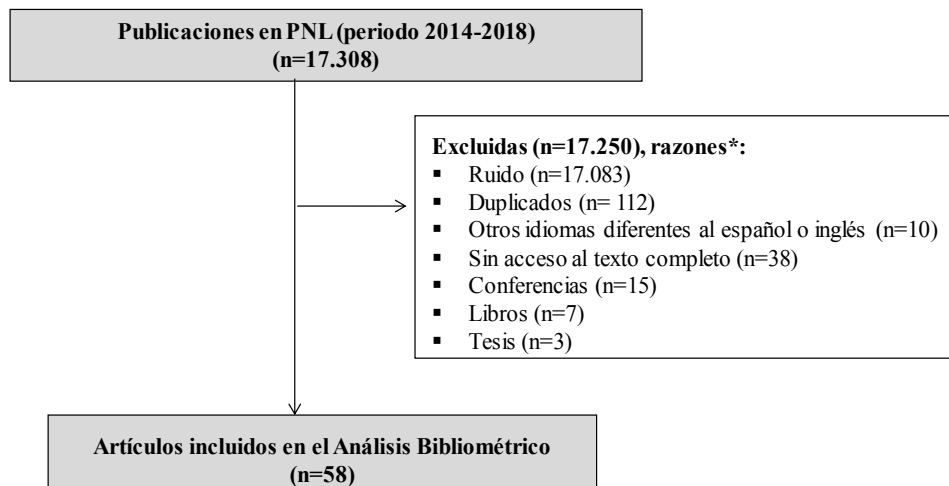 Publicaciones en PNL (periodo 2014-2018)
(n=17.308)
Excluidas (n=17.250), razones*:
▪ Ruido (n=17.083)
▪ Duplicados (n= 112)
▪ Otros idiomas diferentes al español o inglés (n=10)
▪ Sin acceso al texto completo (n=38)
▪ Conferencias (n=15)
▪ Libros (n=7)
▪ Tesis (n=3)
Artículos incluidos en el Análisis Bibliométrico
(n=58)